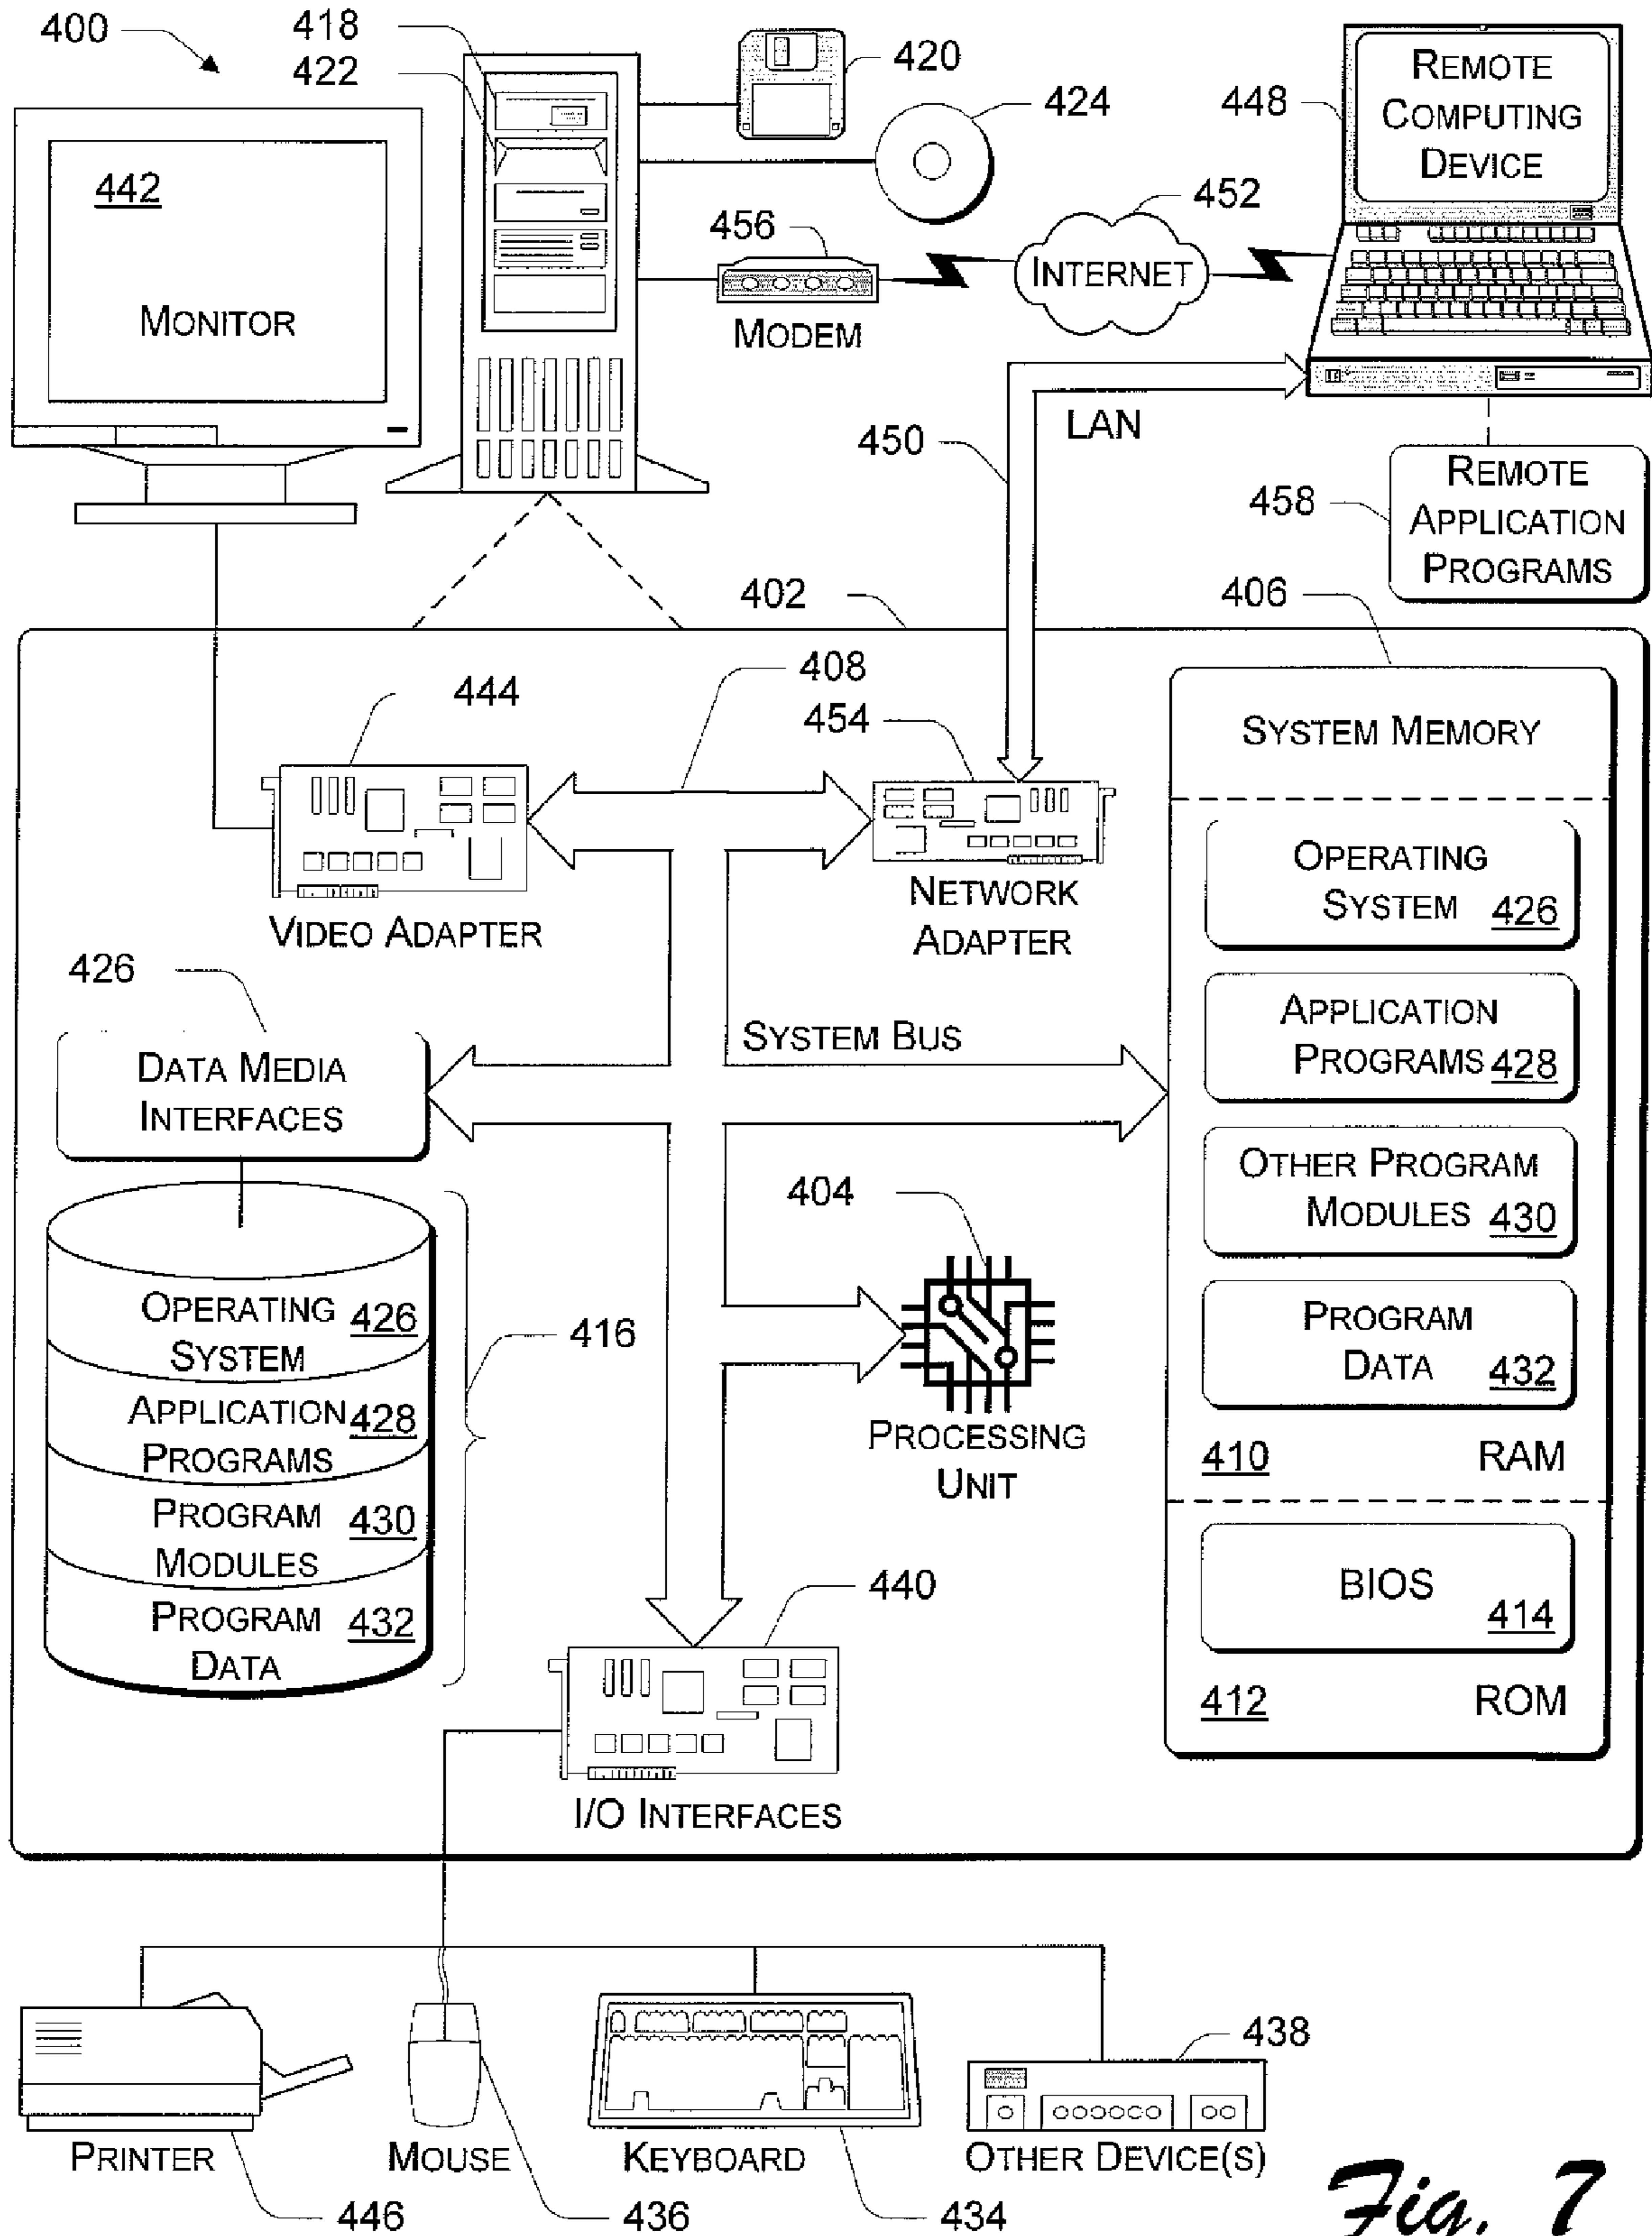 400
418
422
420
424
448
REMOTE
COMPUTING
DEVICE
442
MONITOR
456
MODEM
452
INTERNET
LAN
450
458
REMOTE
APPLICATION
PROGRAMS
402
406
408
444
454
VIDEO ADAPTER
NETWORK
ADAPTER
SYSTEM MEMORY
OPERATING
SYSTEM 426
APPLICATION
PROGRAMS 428
OTHER PROGRAM
MODULES 430
PROGRAM
DATA 432
410 RAM
BIOS
414
412 ROM
426
DATA MEDIA
INTERFACES
SYSTEM BUS
404
PROCESSING
UNIT
OPERATING 426
SYSTEM
APPLICATION 428
PROGRAMS
PROGRAM 430
MODULES
PROGRAM 432
DATA
416
440
I/O INTERFACES
438
PRINTER
MOUSE
KEYBOARD
OTHER DEVICE(S)
446
436
434
Fig. 7